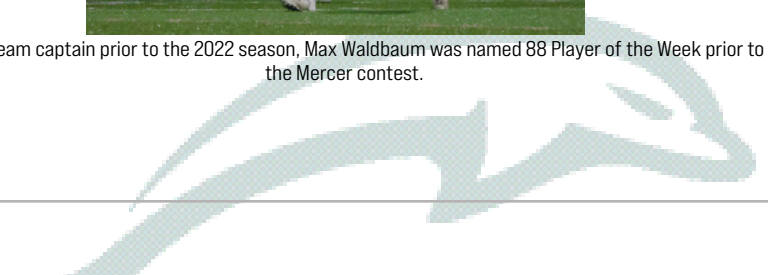 eam captain prior to the 2022 season, Max Waldbaum was named 88 Player of the Week prior to
the Mercer contest.